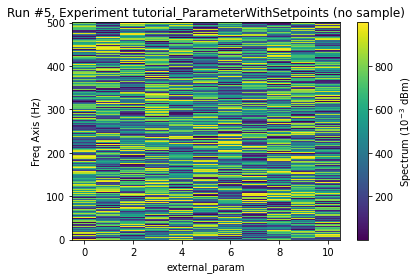 Run #5, Experiment tutorial_ParameterWithSetpoints (no sample)
500
400
300
200
100
0
Freq Axis (Hz)
0 2 4 6 8 10
external_param
800
600
400
200
Spectrum (10⁻³ dBm)